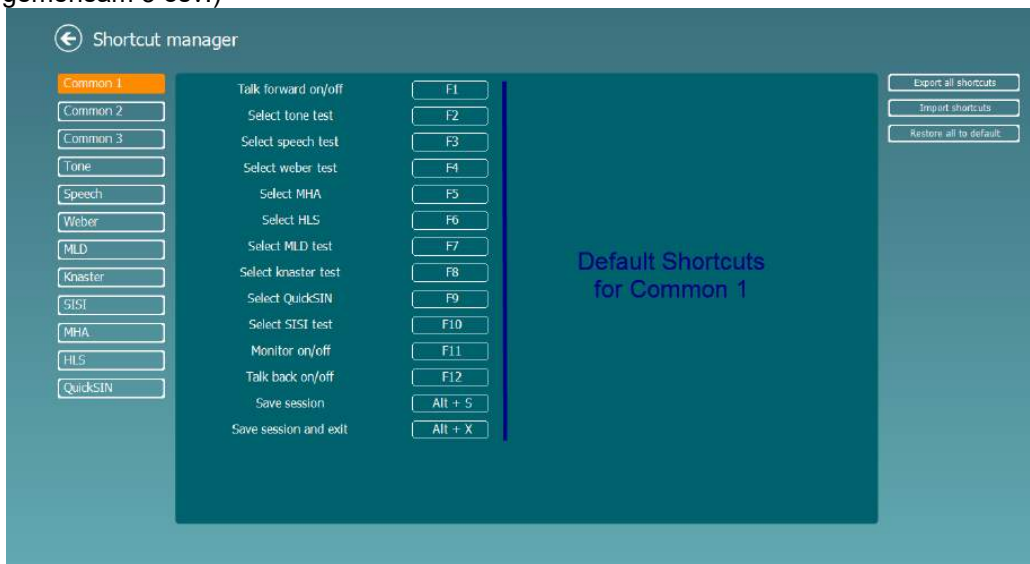 Shortcut manager
Common 1
Common 2
Common 3
Tone
Speech
Weber
MLD
Knaster
SISI
MHA
HLS
QuickSIN
Talk forward on/off F1
Select tone test F2
Select speech test F3
Select weber test F4
Select MHA F5
Select HLS F6
Select MLD test F7
Select knaster test F8
Select QuickSIN F9
Select SISI test F10
Monitor on/off F11
Talk back on/off F12
Save session Alt + S
Save session and exit Alt + X
Default Shortcuts
for Common 1
Export all shortcuts
Import shortcuts
Restore all to default